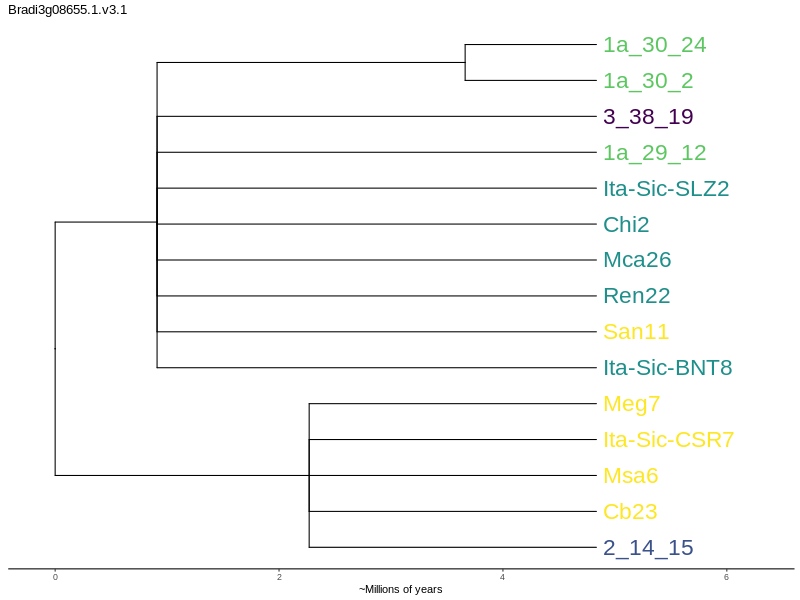 Bradi3g08655.1.v3.1
1a_30_24
1a_30_2
3_38_19
1a_29_12
Ita-Sic-SLZ2
Chi2
Mca26
Ren22
San11
Ita-Sic-BNT8
Meg7
Ita-Sic-CSR7
Msa6
Cb23
2_14_15
0 2 4 6
~Millions of years